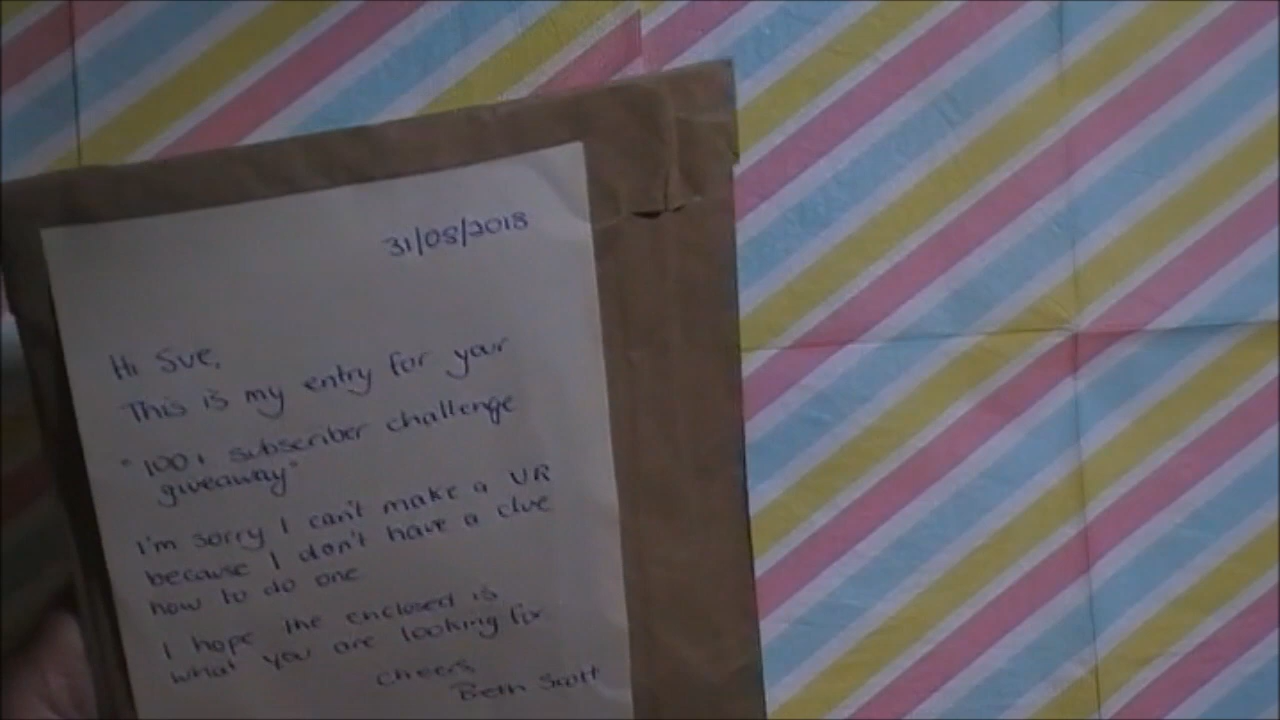 31/08/2018
Hi Sue,
This is my entry for your
"100+ subscriber challenge
giveaway"
I'm sorry I can't make a VR
because I don't have a clue
how to do one
I hope the enclosed is
what you are looking for
Cheers
Beth Scott